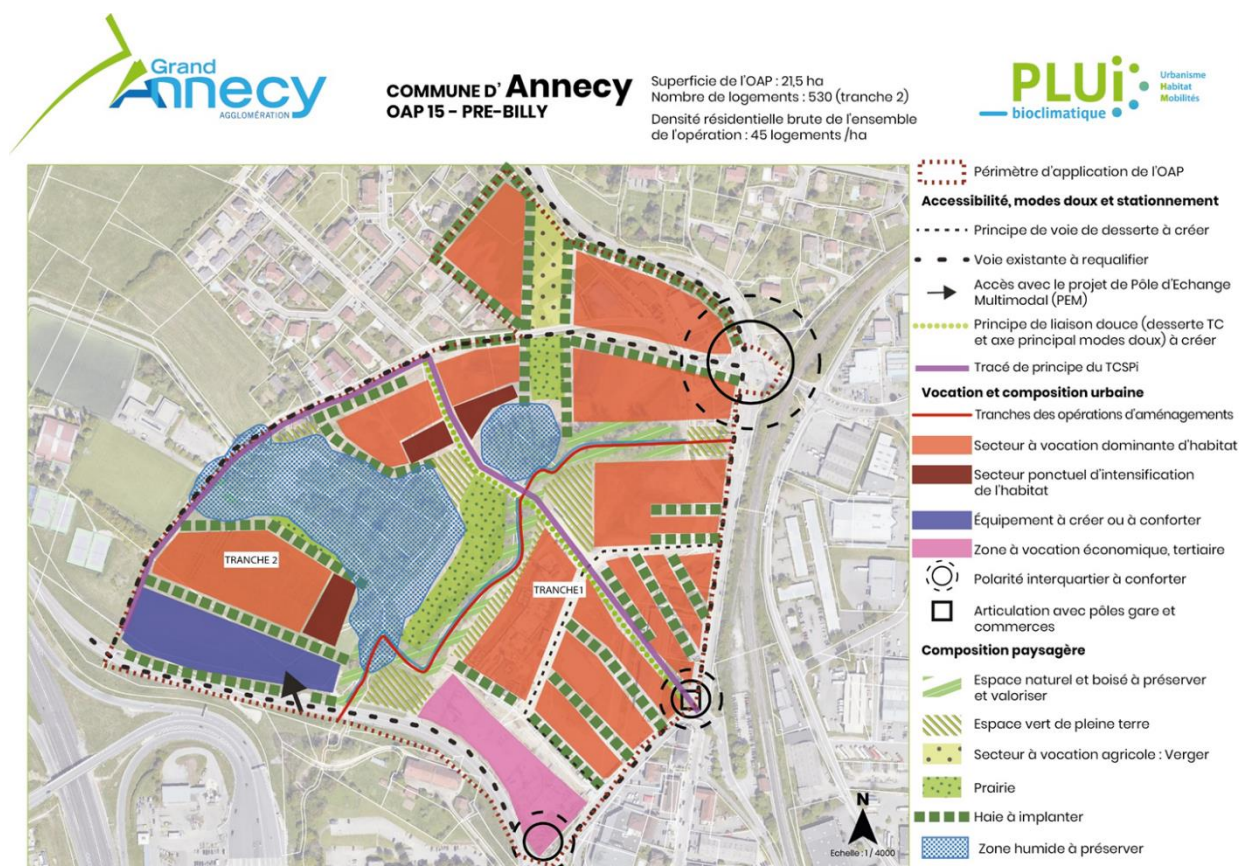 Grand
Annecy
AGGLOMÉRATION
COMMUNE D' Annecy
OAP 15 - PRE-BILLY
Superficie de l'OAP : 21,5 ha
Nombre de logements : 530 (tranche 2)
Densité résidentielle brute de l'ensemble
de l'opération : 45 logements /ha
PLUi
bioclimatique
Urbanisme
Habitat
Mobilités
Périmètre d'application de l'OAP
Accessibilité, modes doux et stationnement
Principe de voie de desserte à créer
Voie existante à requalifier
Accès avec le projet de Pôle d'Echange
Multimodal (PEM)
Principe de liaison douce (desserte TC
et axe principal modes doux) à créer
Tracé de principe du TCSPi
Vocation et composition urbaine
Tranches des opérations d'aménagements
Secteur à vocation dominante d'habitat
Secteur ponctuel d'intensification
de l'habitat
Équipement à créer ou à conforter
Zone à vocation économique, tertiaire
Polarité interquartier à conforter
Articulation avec pôles gare et
commerces
Composition paysagère
Espace naturel et boisé à préserver
et valoriser
Espace vert de pleine terre
Secteur à vocation agricole : Verger
Prairie
Haie à implanter
Zone humide à préserver
TRANCHE 2
TRANCHE1
N
Echelle : 1 / 4000